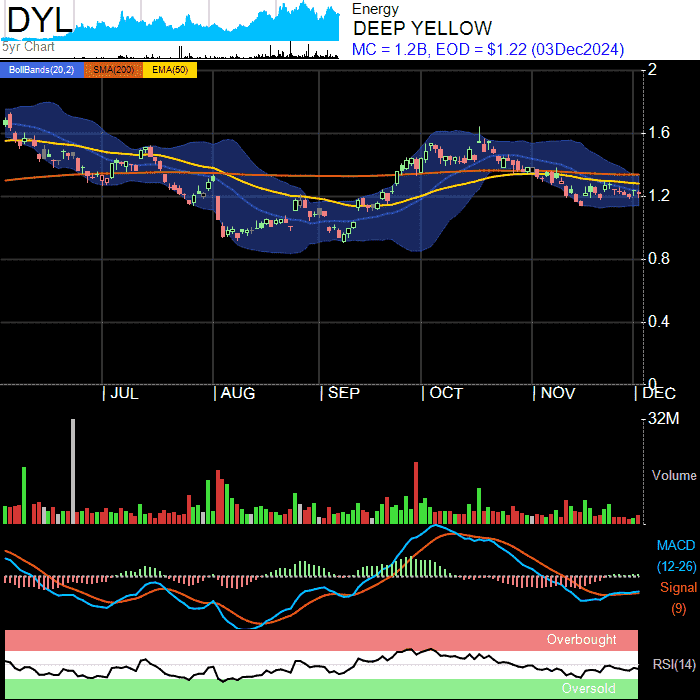 DYL
5yr Chart
Energy
DEEP YELLOW
MC = 1.2B, EOD = $1.22 (03Dec2024)
BollBands(20,2) SMA(200) EMA(50)
2
1.6
1.2
0.8
0.4
0
JUL AUG SEP OCT NOV DEC
32M
Volume
MACD
(12-26)
Signal
(9)
Overbought
RSI(14)
Oversold